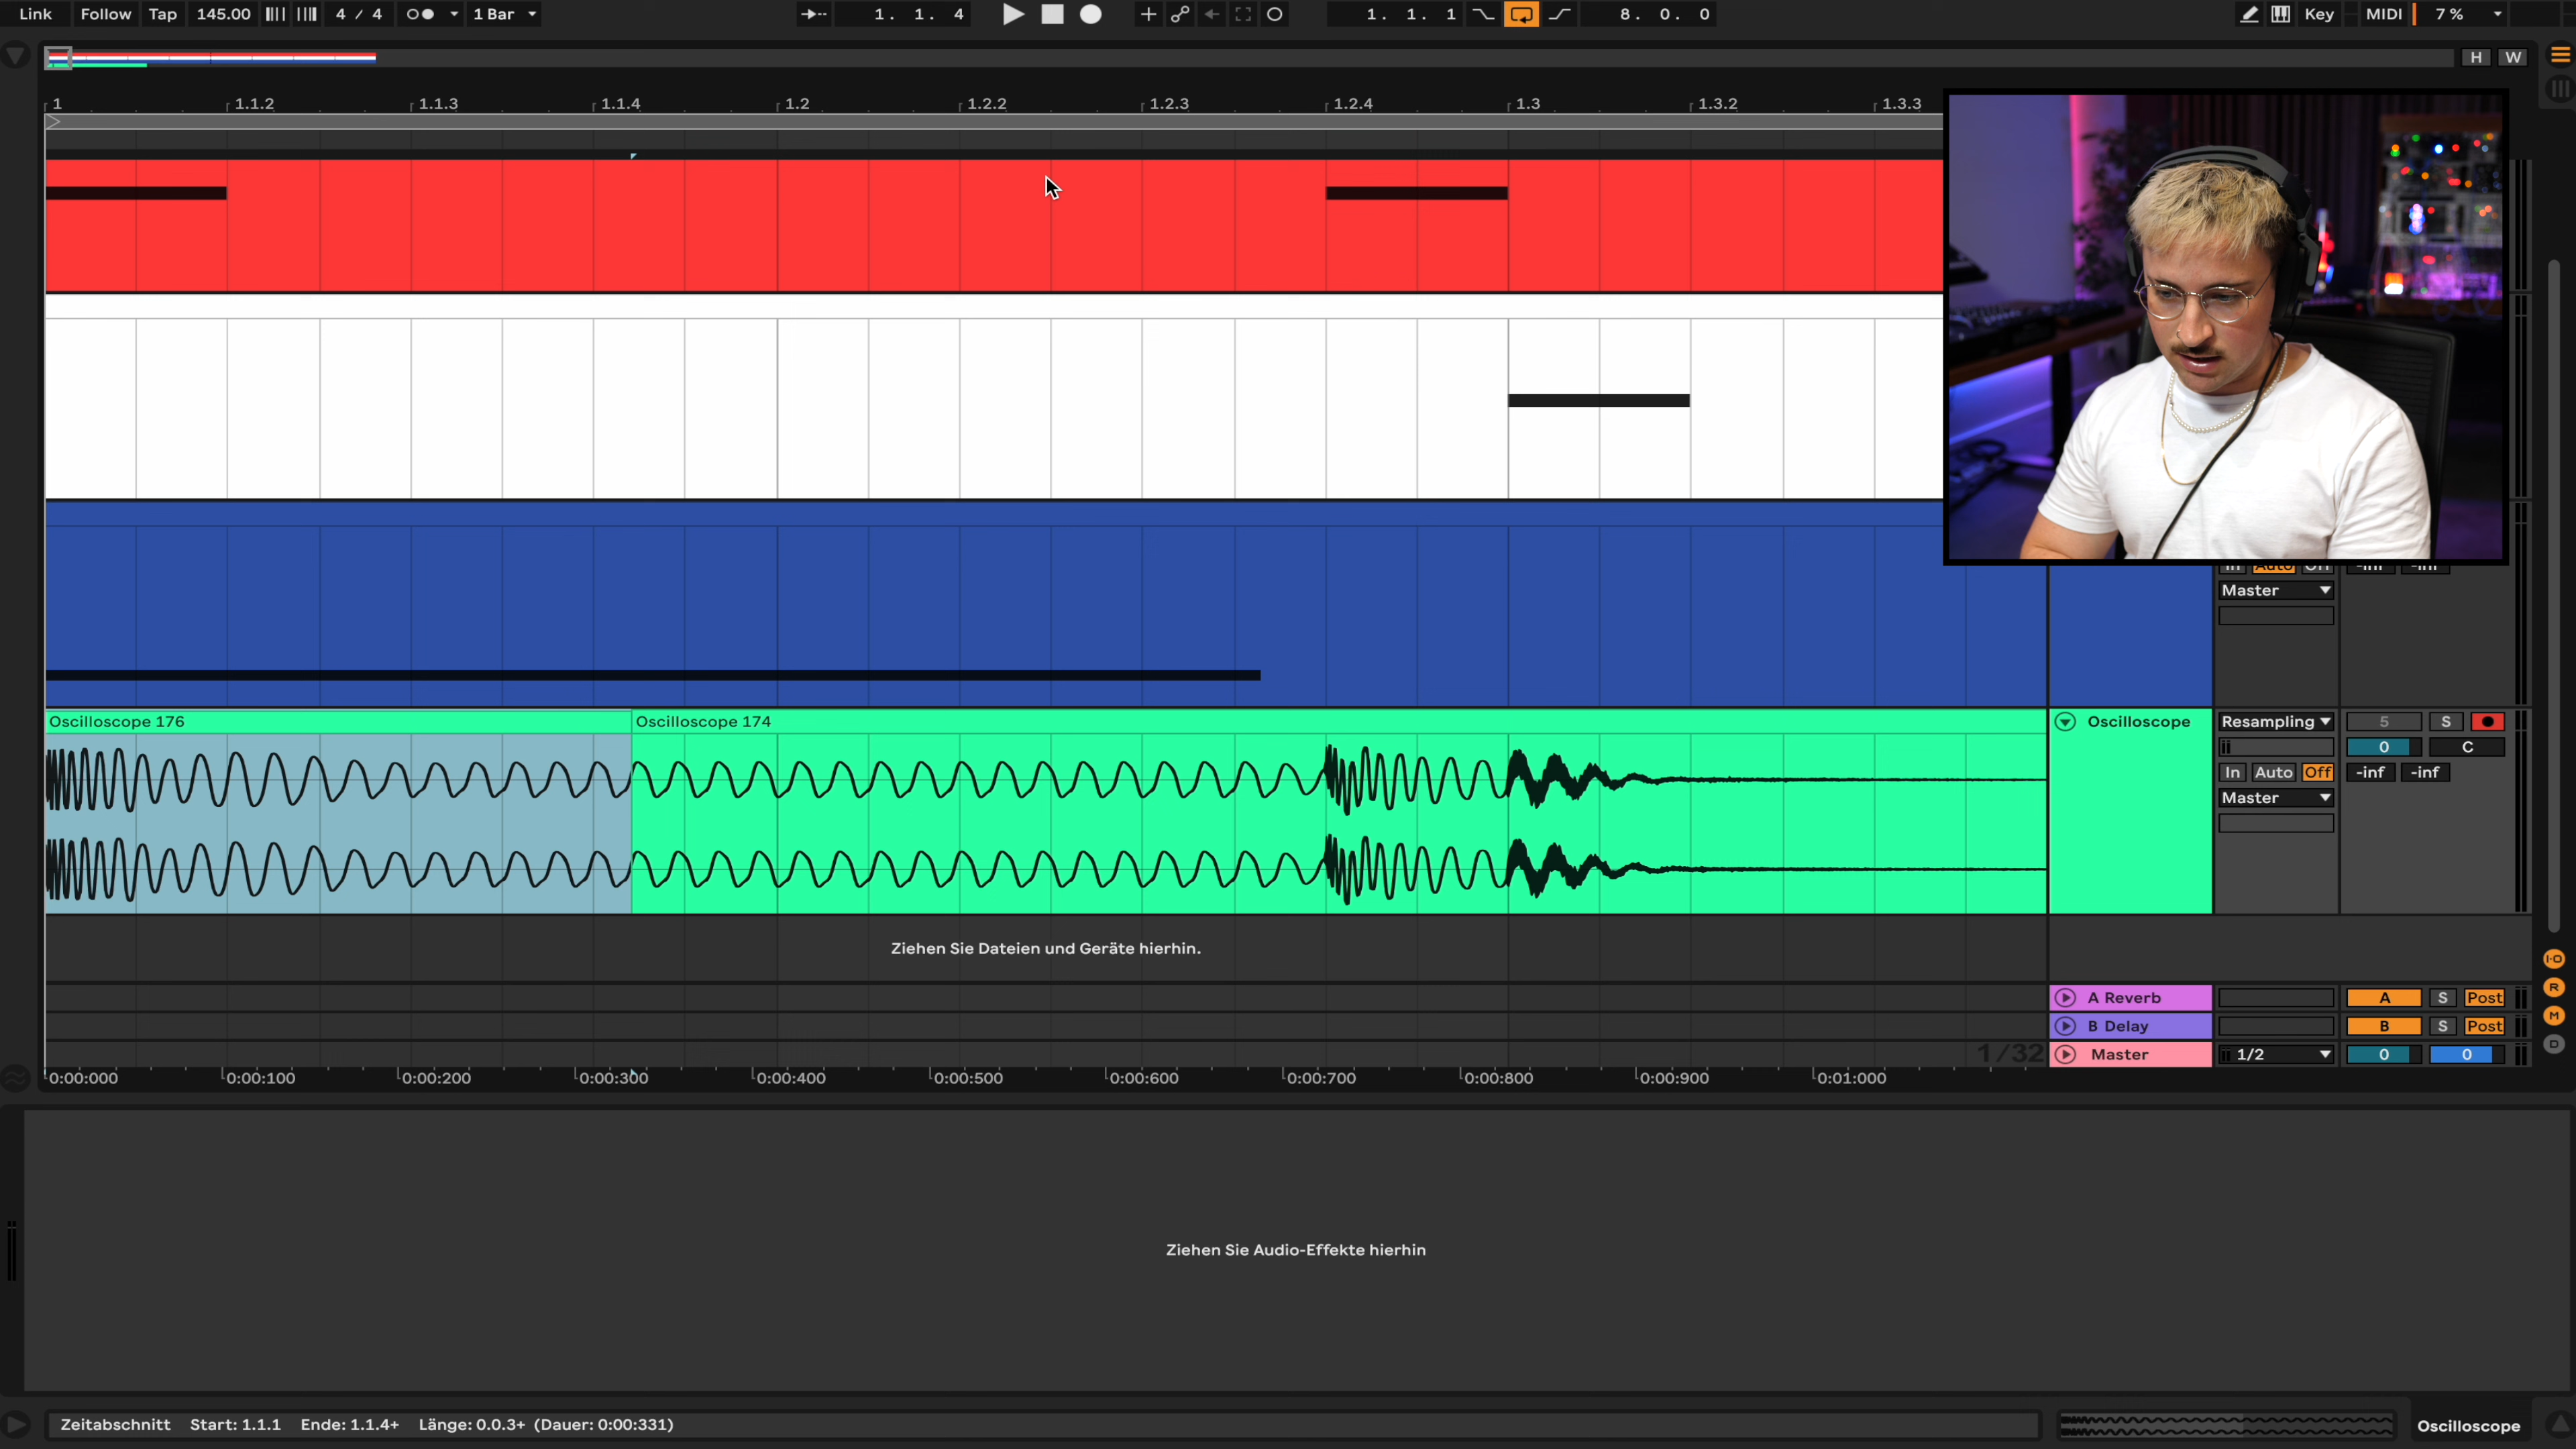 Link Follow Tap 145.00 4 / 4 1 Bar 1. 1. 4 1. 1. 1 8. 0. 0 Key MIDI 7 %
H W
1 1.1.2 1.1.3 1.1.4 1.2 1.2.2 1.2.3 1.2.4 1.3 1.3.2 1.3.3
In Auto Off -inf -inf
Master
Oscilloscope 176 Oscilloscope 174 Oscilloscope Resampling 5 S
0 C
In Auto Off -inf -inf
Master
Ziehen Sie Dateien und Geräte hierhin.
I·O
R
M
D
A Reverb A S Post
B Delay B S Post
1/32 Master 1/2 0 0
0:00:000 0:00:100 0:00:200 0:00:300 0:00:400 0:00:500 0:00:600 0:00:700 0:00:800 0:00:900 0:01:000
Ziehen Sie Audio-Effekte hierhin
Zeitabschnitt Start: 1.1.1 Ende: 1.1.4+ Länge: 0.0.3+ (Dauer: 0:00:331) Oscilloscope